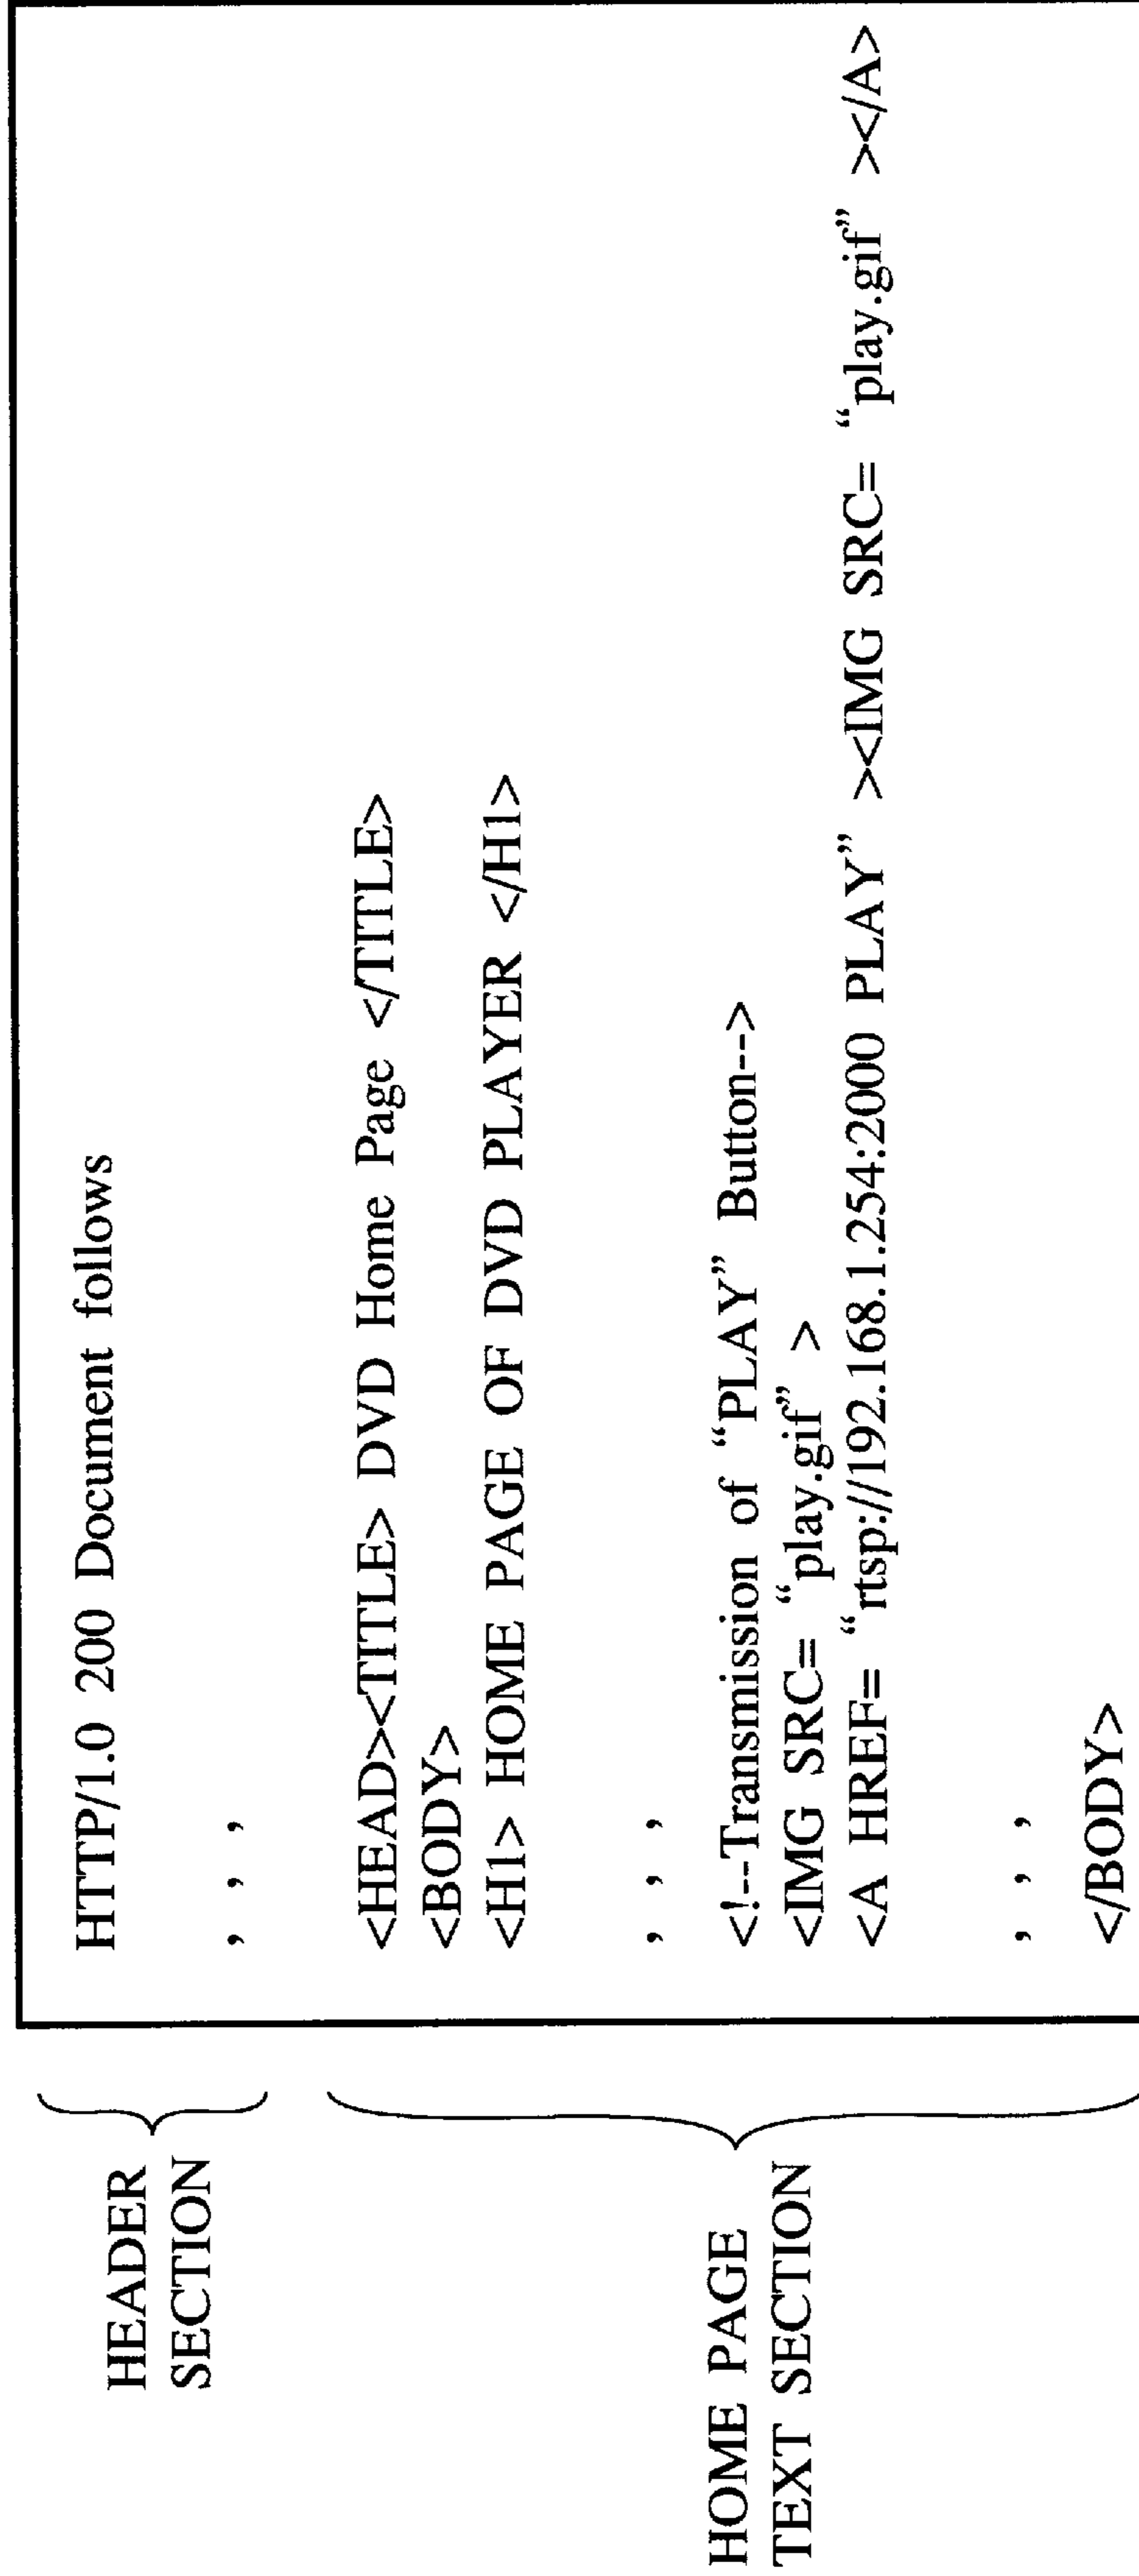 HEADER
SECTION
HTTP/1.0 200 Document follows
, , ,
HOME PAGE
TEXT SECTION
<HEAD><TITLE> DVD Home Page </TITLE>
<BODY>
<H1> HOME PAGE OF DVD PLAYER </H1>
, , ,
<!--Transmission of “PLAY” Button-->
<IMG SRC= “play.gif” >
<A HREF= “rtsp://192.168.1.254:2000 PLAY” ><IMG SRC= “play.gif” ></A>
, , ,
</BODY>